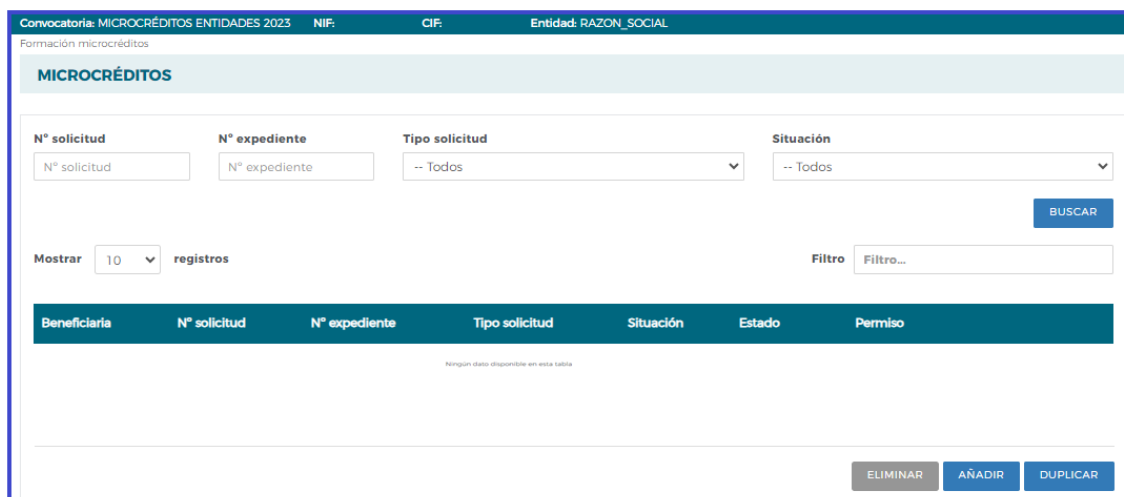 Convocatoria: MICROCRÉDITOS ENTIDADES 2023 NIF: CIF: Entidad: RAZON_SOCIAL
Formación microcréditos
MICROCRÉDITOS
Nº solicitud Nº expediente Tipo solicitud Situación
Nº solicitud Nº expediente -- Todos -- Todos
BUSCAR
Mostrar 10 registros Filtro Filtro...
Beneficiaria Nº solicitud Nº expediente Tipo solicitud Situación Estado Permiso
Ningún dato disponible en esta tabla
ELIMINAR AÑADIR DUPLICAR